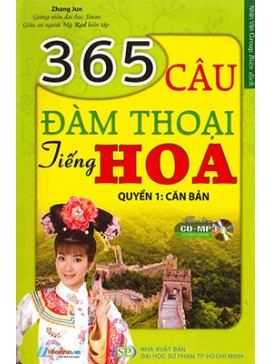 Zhang Jun
Giảng viên đại học Jinan
Giáo sư người Mỹ Rod biên tập
Nhân Văn Group Biên dịch
365 CÂU
ĐÀM THOẠI
Tiếng HOA
QUYỂN 1: CĂN BẢN
CD-MP3
NHÀ XUẤT BẢN
ĐẠI HỌC SƯ PHẠM TP HỒ CHÍ MINH